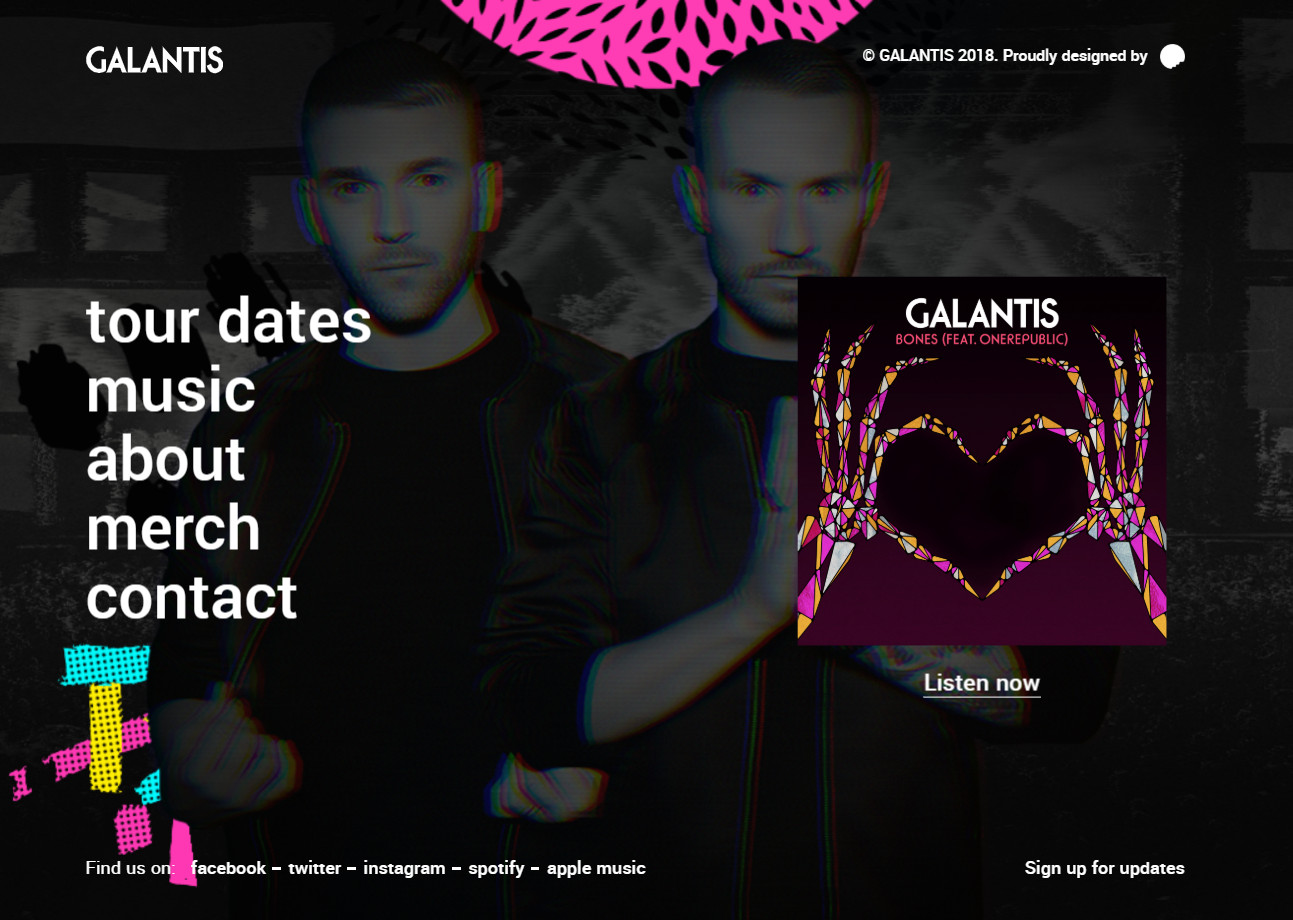 GALANTIS
© GALANTIS 2018. Proudly designed by
tour dates
music
about
merch
contact
GALANTIS
BONES (FEAT. ONEREPUBLIC)
Listen now
Find us on: facebook – twitter – instagram – spotify – apple music
Sign up for updates